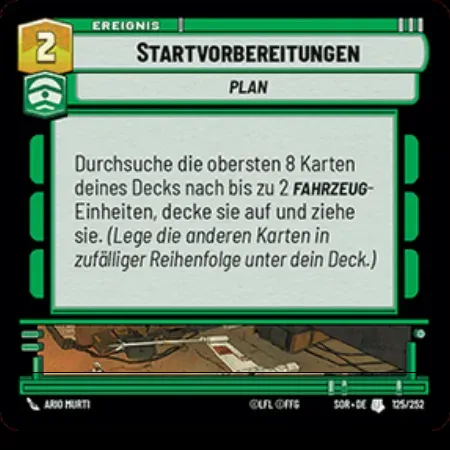 EREIGNIS
2
STARTVORBEREITUNGEN
PLAN
Durchsuche die obersten 8 Karten
deines Decks nach bis zu 2 FAHRZEUG-
Einheiten, decke sie auf und ziehe
sie. (Lege die anderen Karten in
zufälliger Reihenfolge unter dein Deck.)
ARIO MURTI
©LFL ©FFG
SOR • DE
125/252